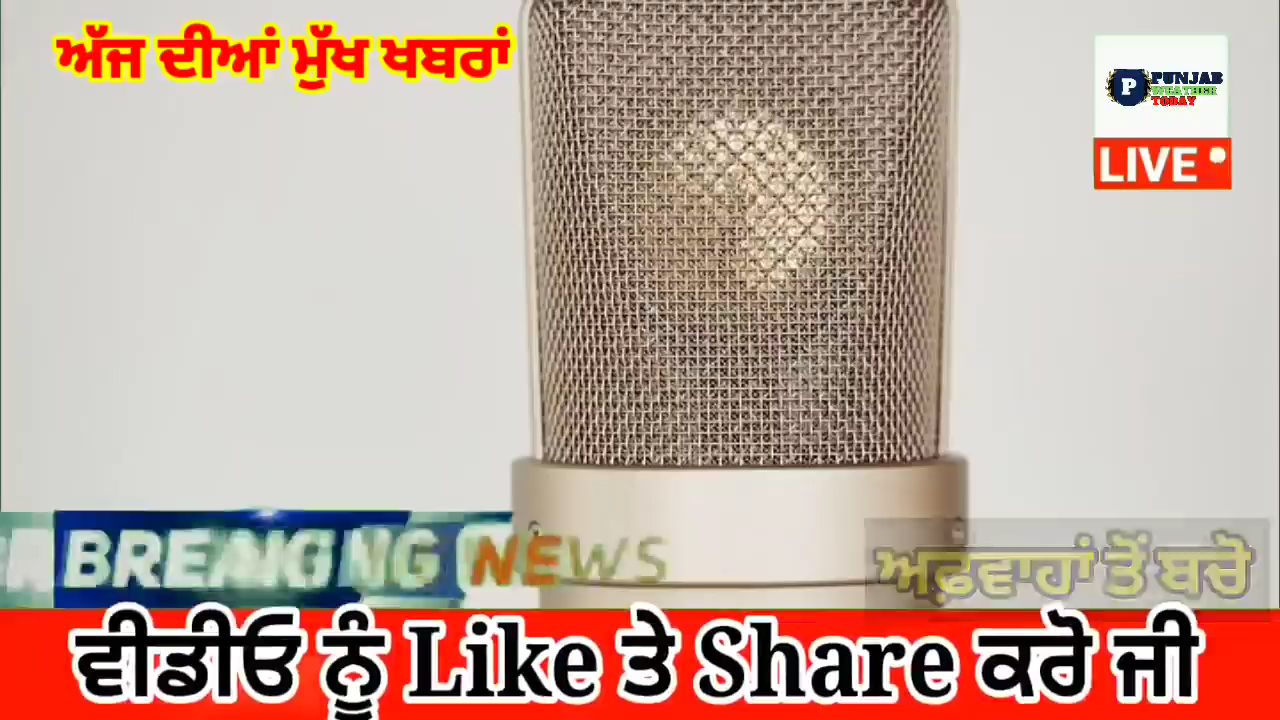 ਅੱਜ ਦੀਆਂ ਮੁੱਖ ਖਬਰਾਂ
P PUNJAB
WEATHER
TODAY
LIVE
BREAKING NEWS
ਅਫ਼ਵਾਹਾਂ ਤੋਂ ਬਚੋ
ਵੀਡੀਓ ਨੂੰ Like ਤੇ Share ਕਰੋ ਜੀ